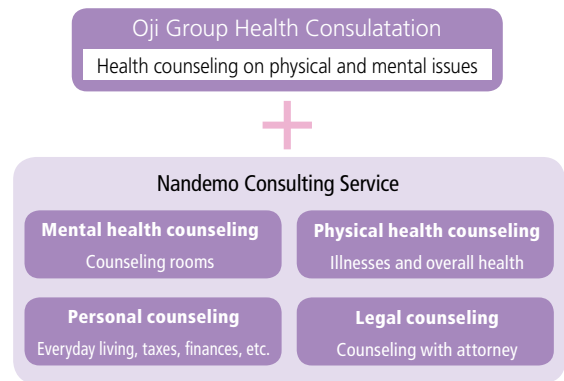 Oji Group Health Consulatation
Health counseling on physical and mental issues
+
Nandemo Consulting Service
Mental health counseling
Counseling rooms
Physical health counseling
Illnesses and overall health
Personal counseling
Everyday living, taxes, finances, etc.
Legal counseling
Counseling with attorney